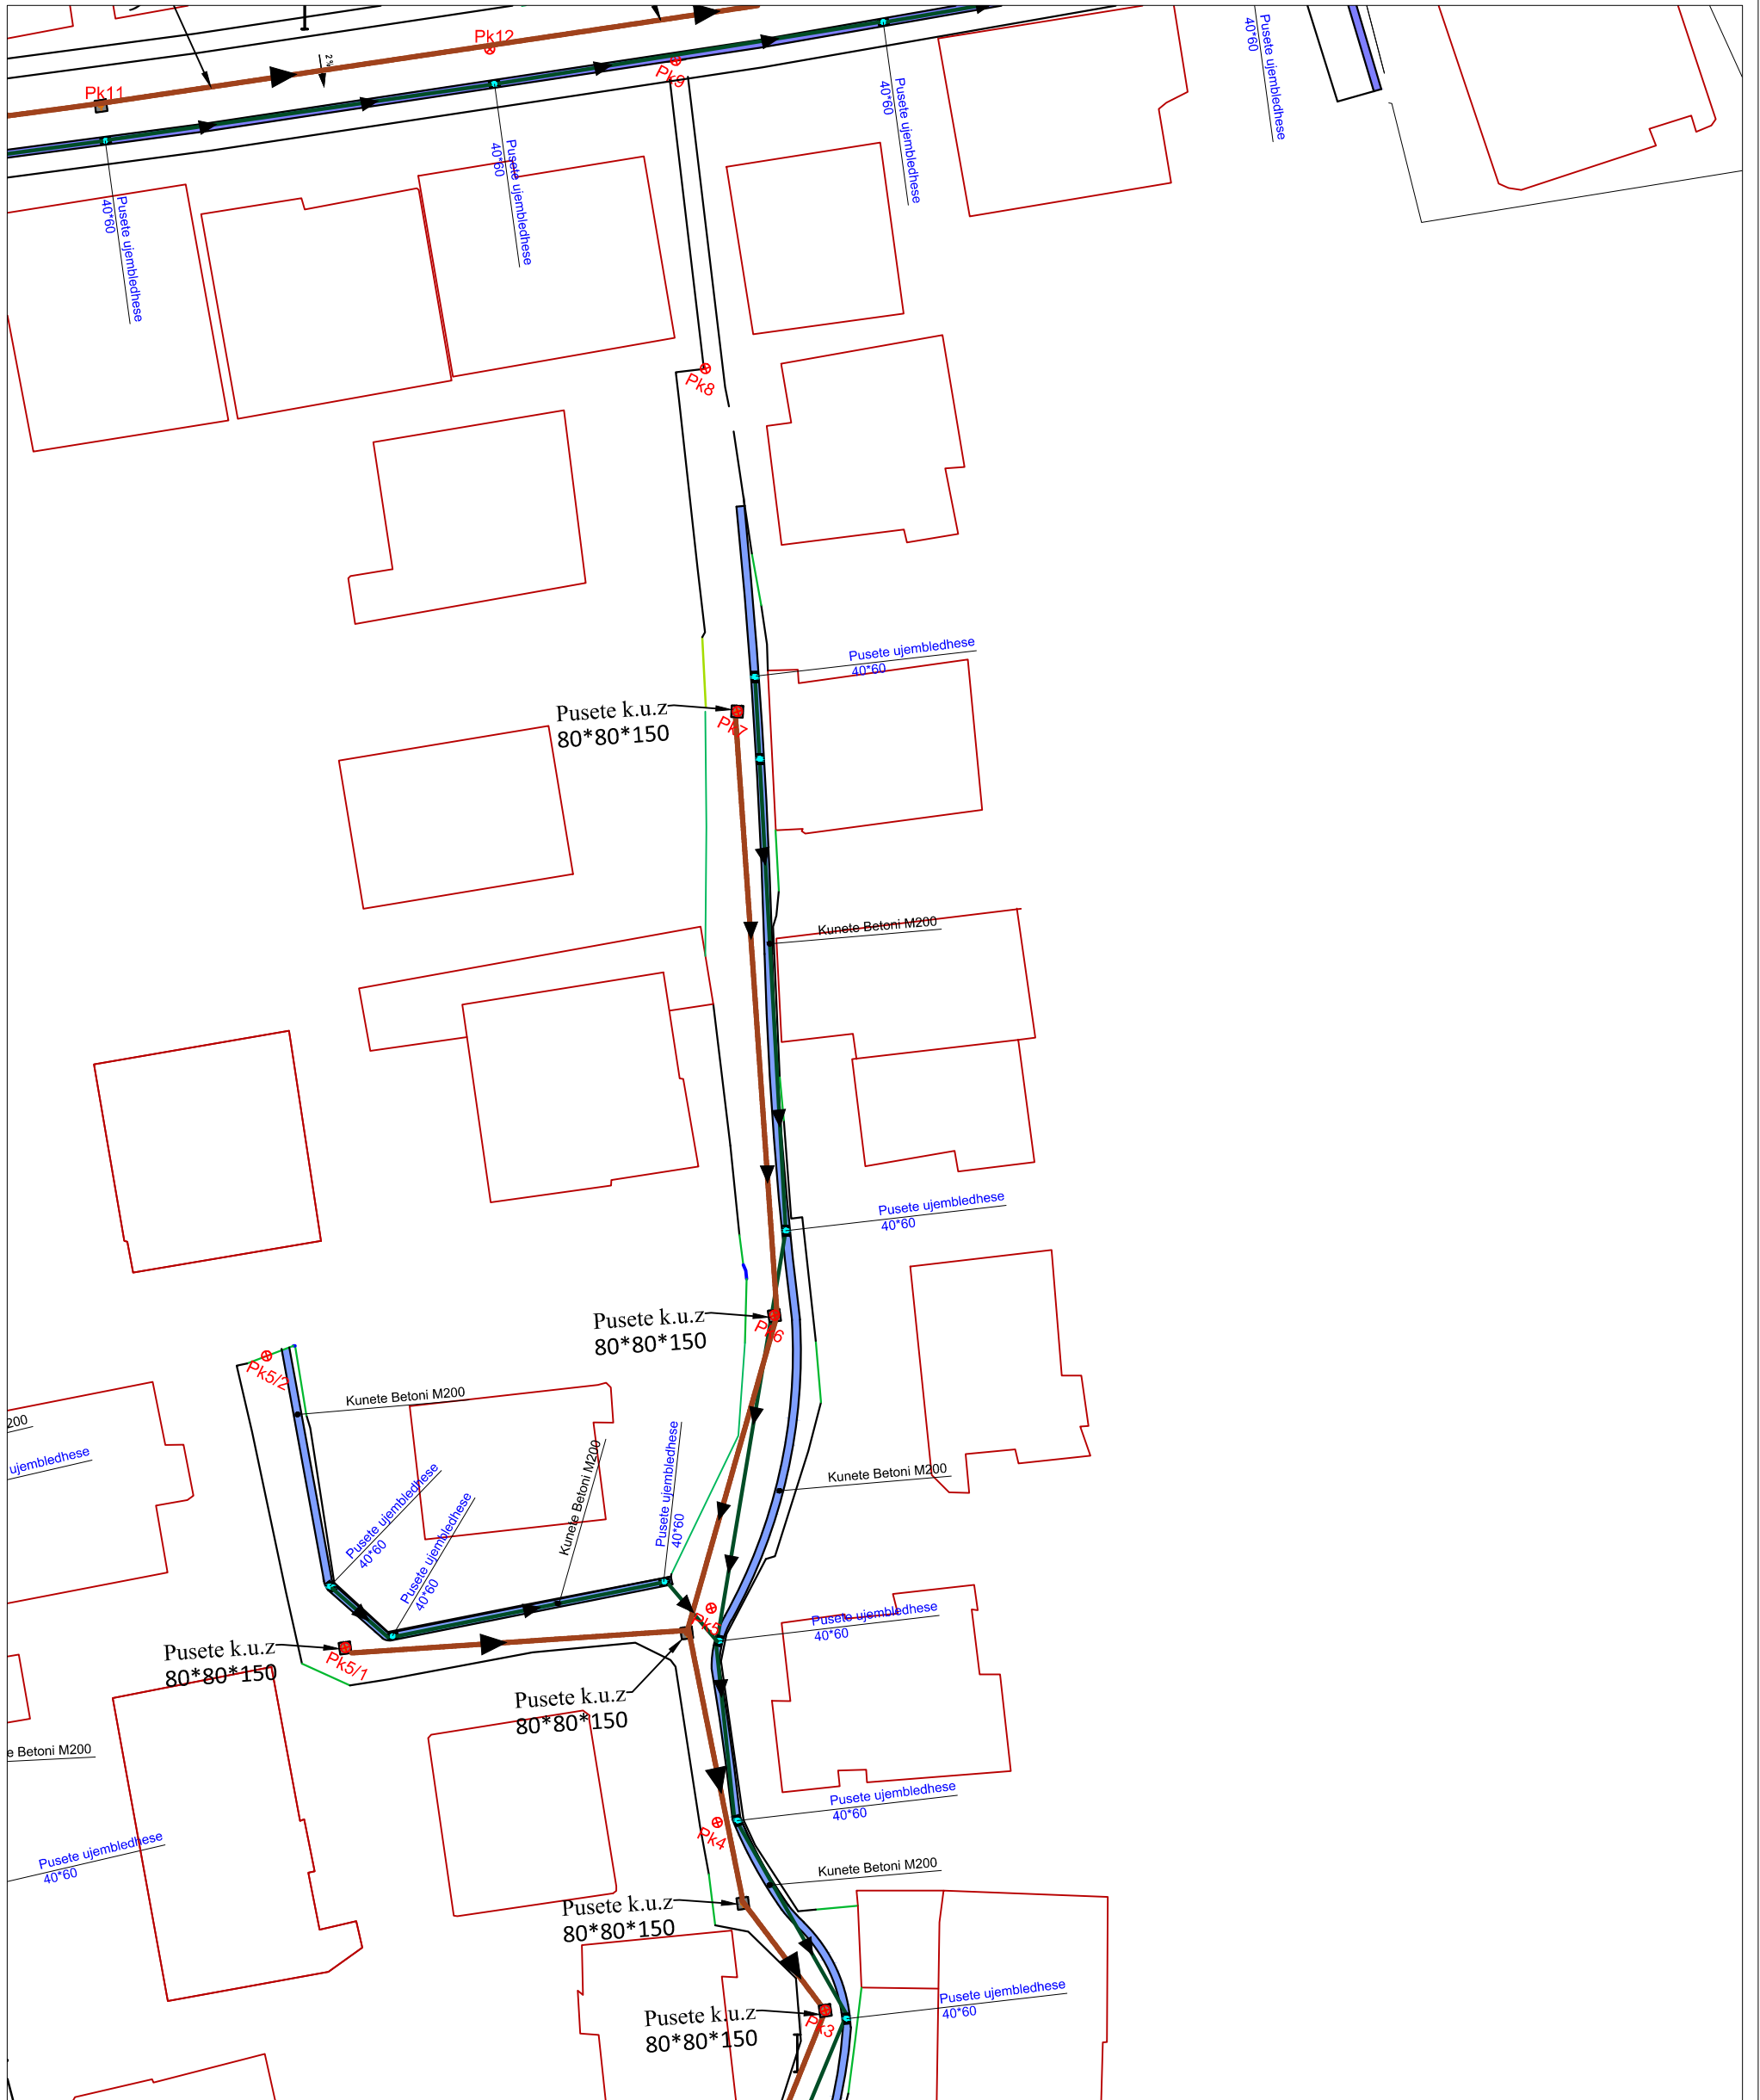 Pk12
Pk11
2 %
Pk9
Pusete ujembledhese
40*60
Pusete ujembledhese
40*60
Pusete ujembledhese
40*60
Pusete ujembledhese
40*60
Pk8
Pusete ujembledhese
40*60
Pusete k.u.z
80*80*150
Pk7
Kunete Betoni M200
Pusete ujembledhese
40*60
Pusete k.u.z
80*80*150
Pk6
Pk5/2
Kunete Betoni M200
200
ujembledhese
Pusete ujembledhese
40*60
Pusete ujembledhese
40*60
Kunete Betoni M200
Pusete ujembledhese
40*60
Kunete Betoni M200
Pk5
Pusete ujembledhese
40*60
Pusete k.u.z
80*80*150
Pk5/1
Pusete k.u.z
80*80*150
e Betoni M200
Pusete ujembledhese
40*60
Pk4
Pusete ujembledhese
40*60
Kunete Betoni M200
Pusete k.u.z
80*80*150
Pusete ujembledhese
40*60
Pusete k.u.z
80*80*150
Pk3